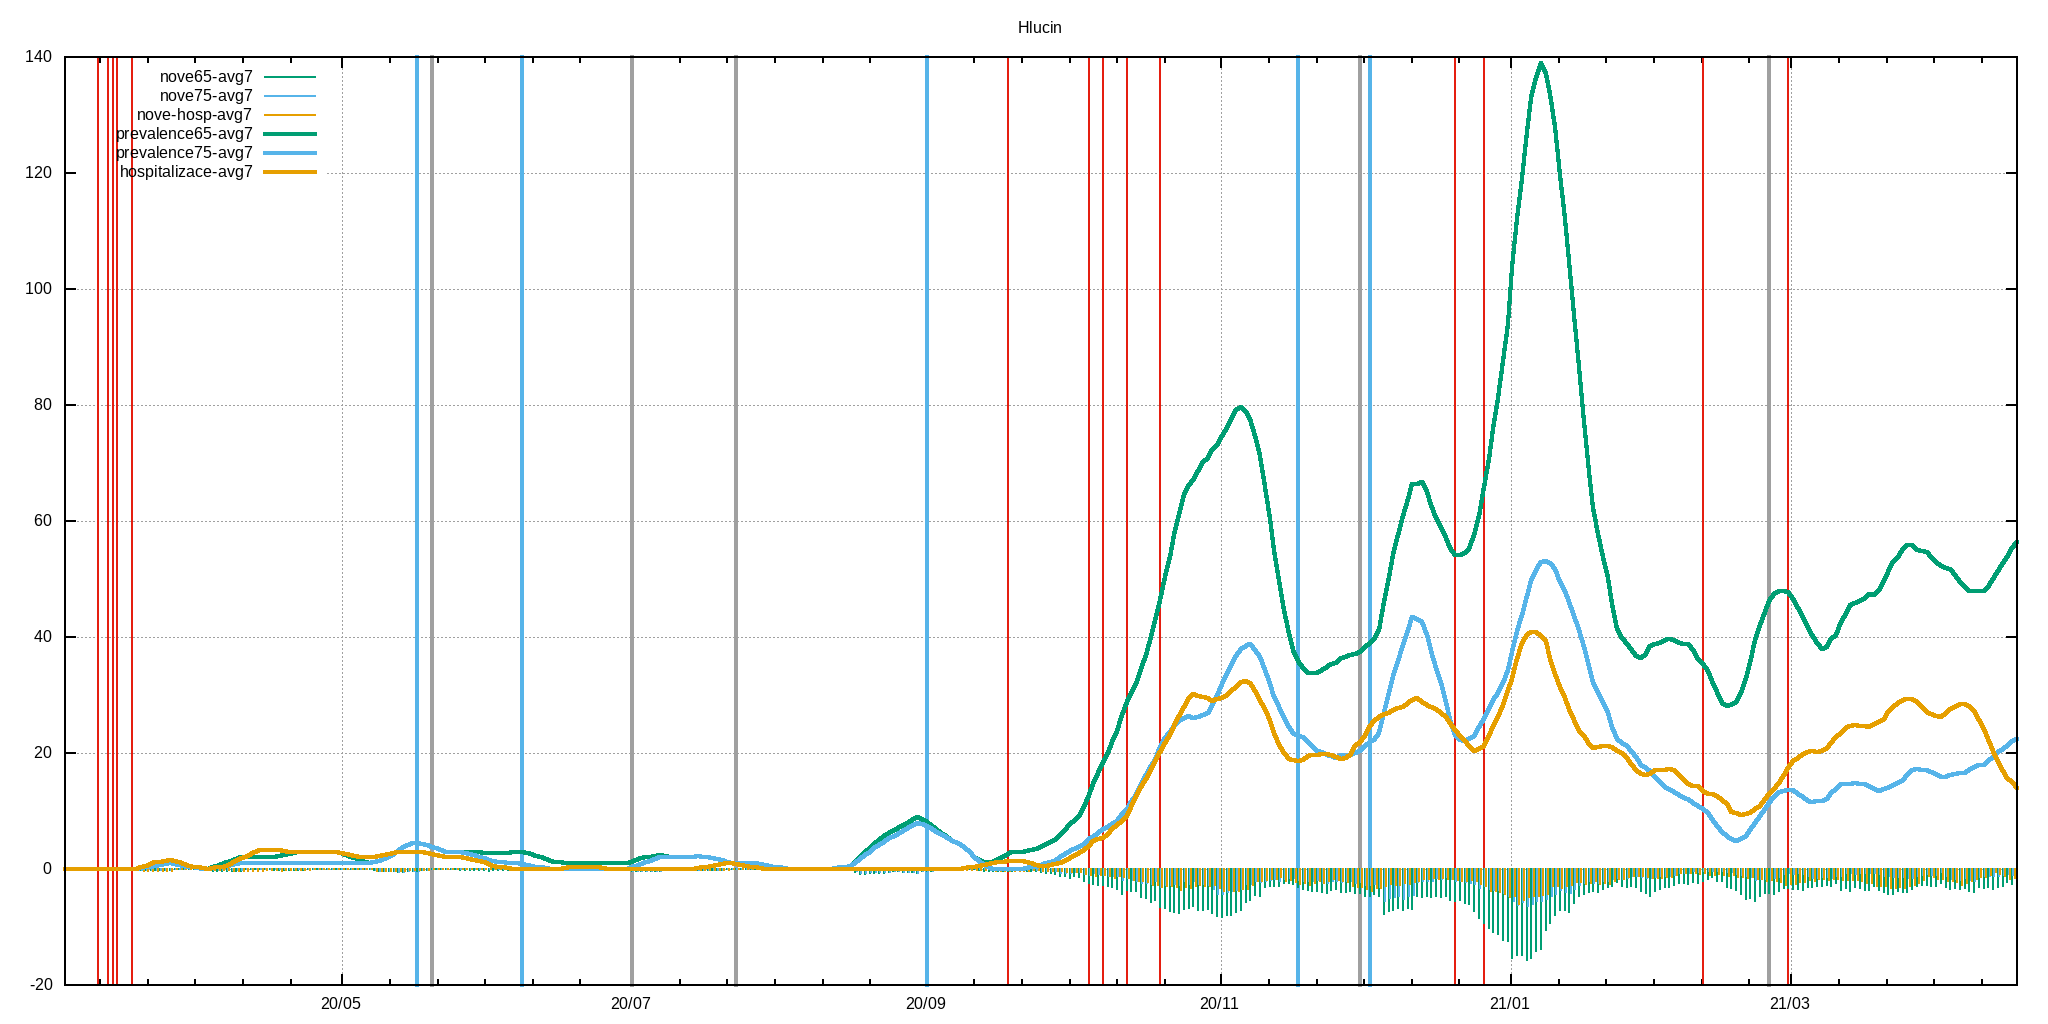 Hlucin
140
120
100
80
60
40
20
0
-20
nove65-avg7
nove75-avg7
nove-hosp-avg7
prevalence65-avg7
prevalence75-avg7
hospitalizace-avg7
20/05
20/07
20/09
20/11
21/01
21/03